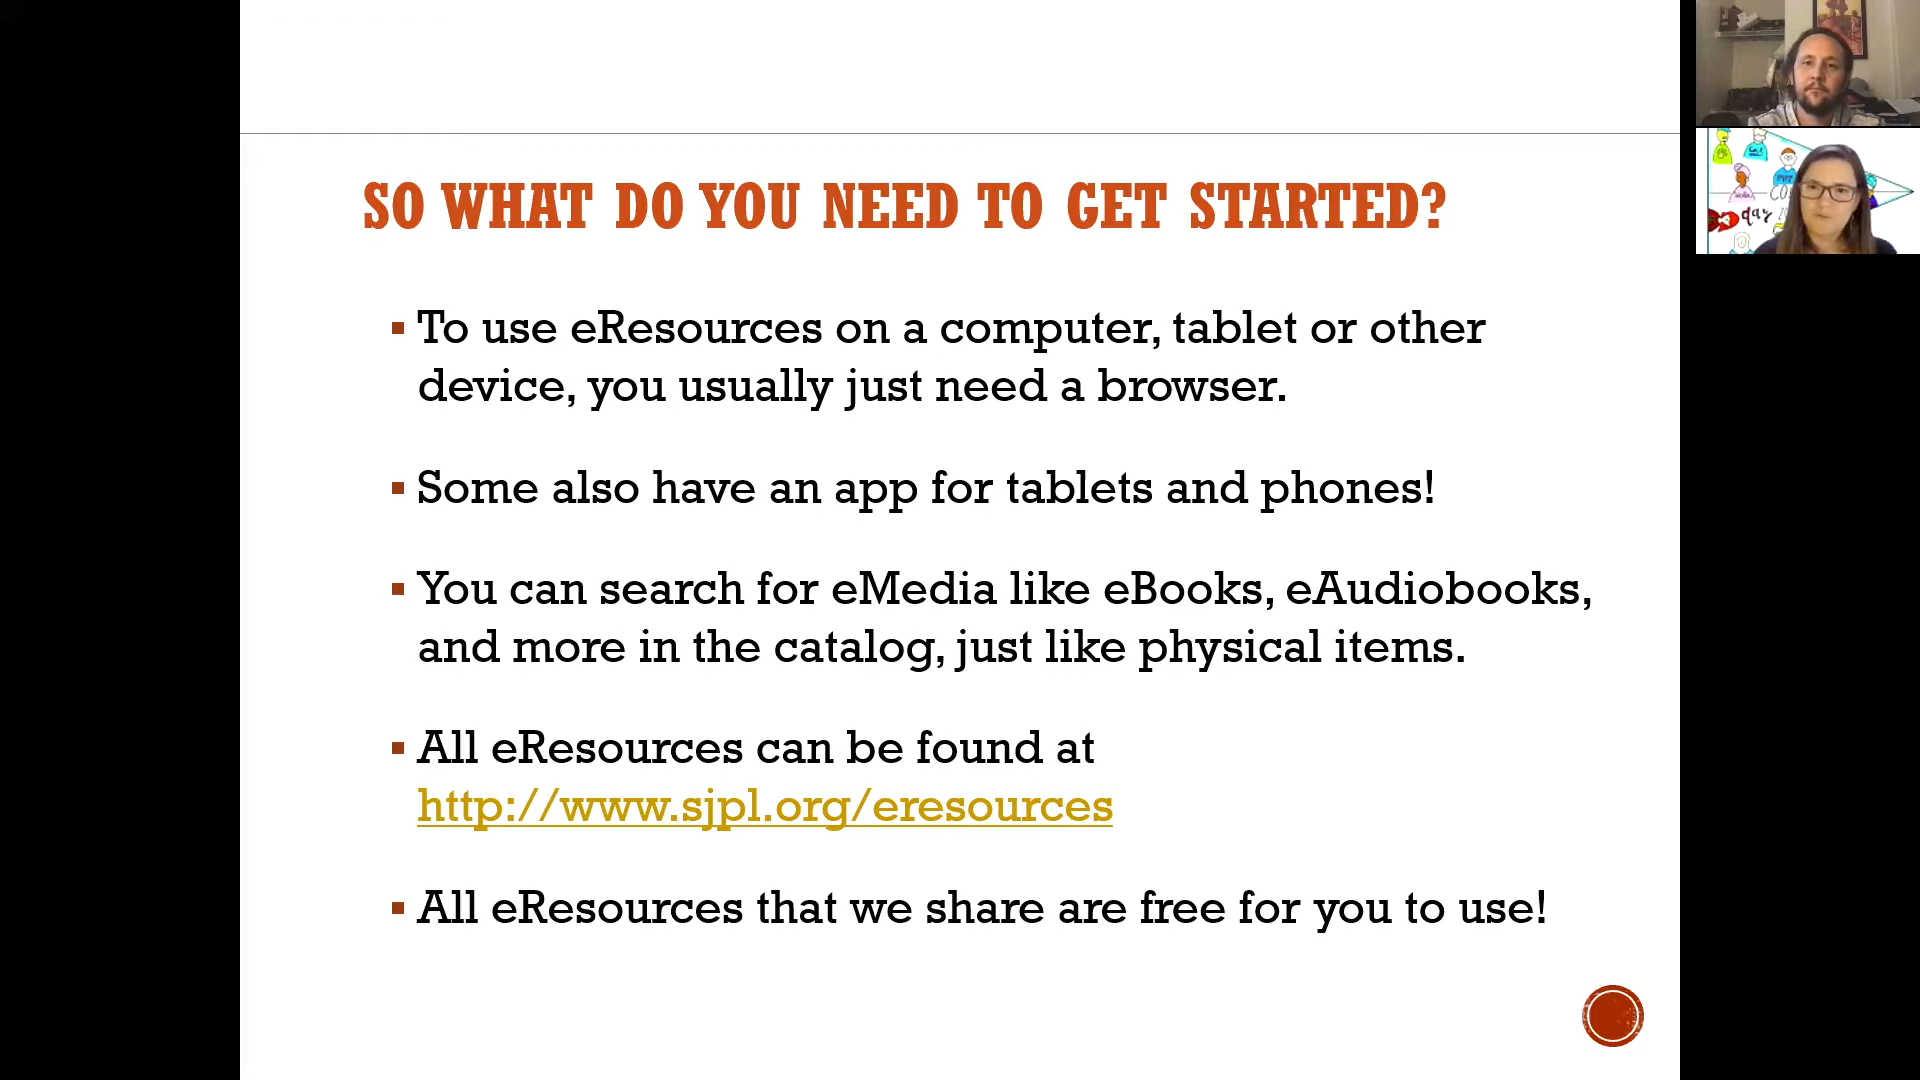 SO WHAT DO YOU NEED TO GET STARTED?
To use eResources on a computer, tablet or other
device, you usually just need a browser.
Some also have an app for tablets and phones!
You can search for eMedia like eBooks, eAudiobooks,
and more in the catalog, just like physical items.
All eResources can be found at
http://www.sjpl.org/eresources
All eResources that we share are free for you to use!
day